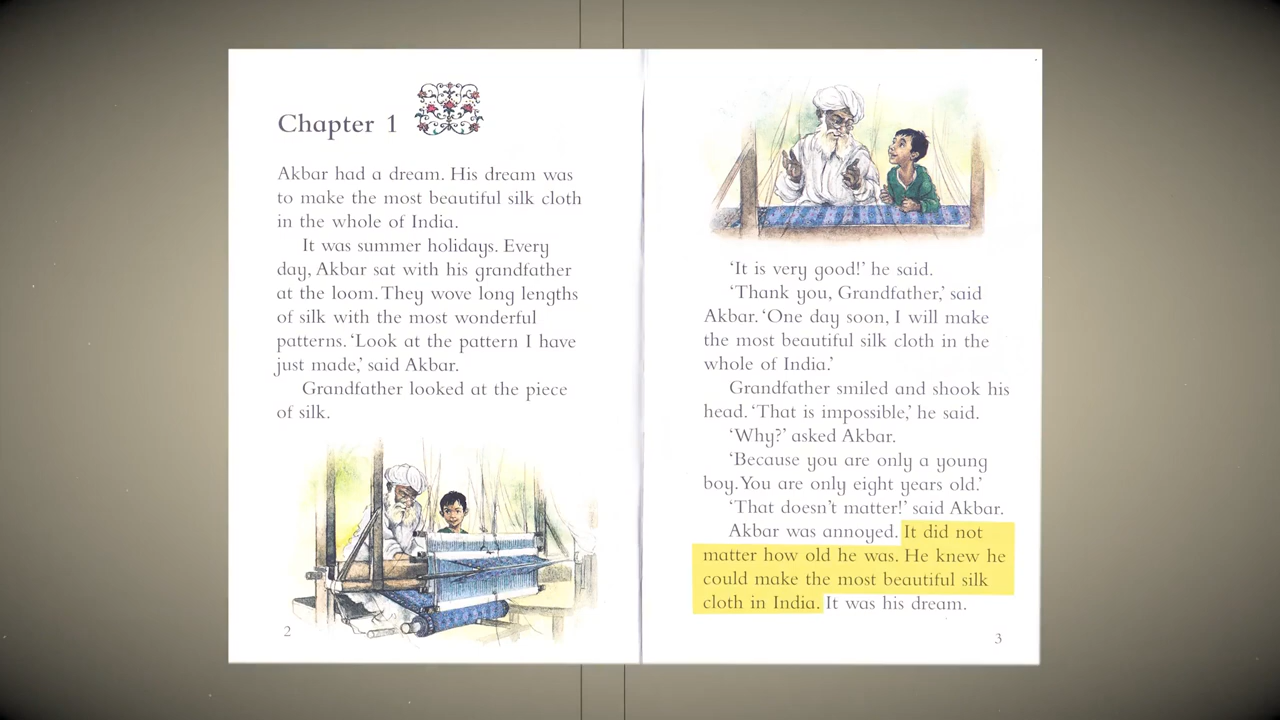 Chapter 1
Akbar had a dream. His dream was
to make the most beautiful silk cloth
in the whole of India.
It was summer holidays. Every
day, Akbar sat with his grandfather
at the loom. They wove long lengths
of silk with the most wonderful
patterns. ‘Look at the pattern I have
just made,’ said Akbar.
Grandfather looked at the piece
of silk.
2
‘It is very good!’ he said.
‘Thank you, Grandfather,’ said
Akbar. ‘One day soon, I will make
the most beautiful silk cloth in the
whole of India.’
Grandfather smiled and shook his
head. ‘That is impossible,’ he said.
‘Why?’ asked Akbar.
‘Because you are only a young
boy. You are only eight years old.’
‘That doesn’t matter!’ said Akbar.
Akbar was annoyed. It did not
matter how old he was. He knew he
could make the most beautiful silk
cloth in India. It was his dream.
3